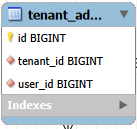 tenant_ad...
id BIGINT
tenant_id BIGINT
user_id BIGINT
Indexes